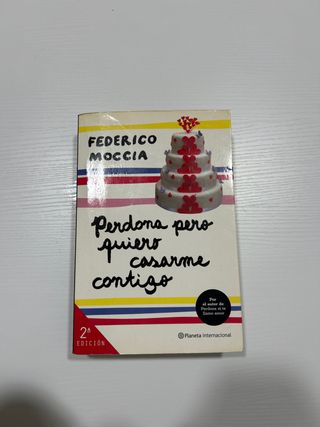 FEDERICO
MOCCIA
Perdona pero
quiero
casarme
contigo
Por
el autor de
Perdona si te
llamo amor
2ª
EDICIÓN
Planeta internacional